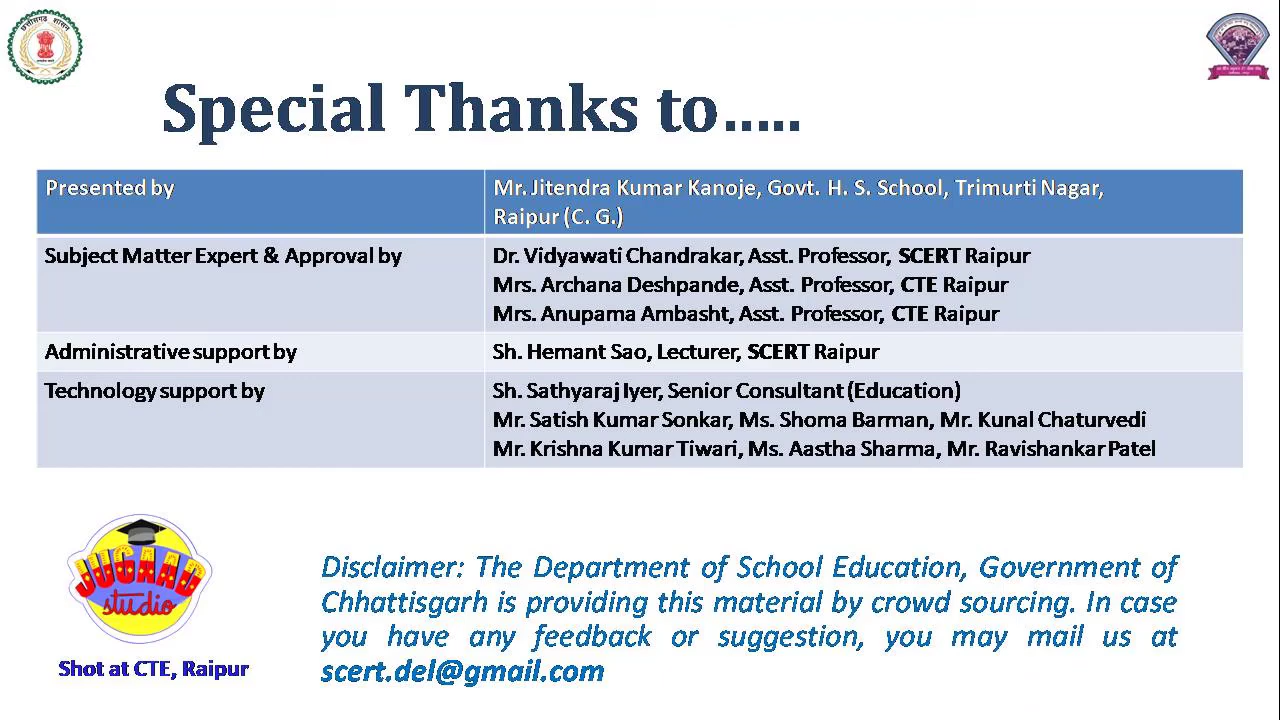 छत्तीसगढ़ शासन
Special Thanks to.....
Presented by
Mr. Jitendra Kumar Kanoje, Govt. H. S. School, Trimurti Nagar,
Raipur (C. G.)
Subject Matter Expert & Approval by
Dr. Vidyawati Chandrakar, Asst. Professor, SCERT Raipur
Mrs. Archana Deshpande, Asst. Professor, CTE Raipur
Mrs. Anupama Ambasht, Asst. Professor, CTE Raipur
Administrative support by
Sh. Hemant Sao, Lecturer, SCERT Raipur
Technology support by
Sh. Sathyaraj Iyer, Senior Consultant (Education)
Mr. Satish Kumar Sonkar, Ms. Shoma Barman, Mr. Kunal Chaturvedi
Mr. Krishna Kumar Tiwari, Ms. Aastha Sharma, Mr. Ravishankar Patel
JUGAAD
studio
Shot at CTE, Raipur
Disclaimer: The Department of School Education, Government of
Chhattisgarh is providing this material by crowd sourcing. In case
you have any feedback or suggestion, you may mail us at
scert.del@gmail.com